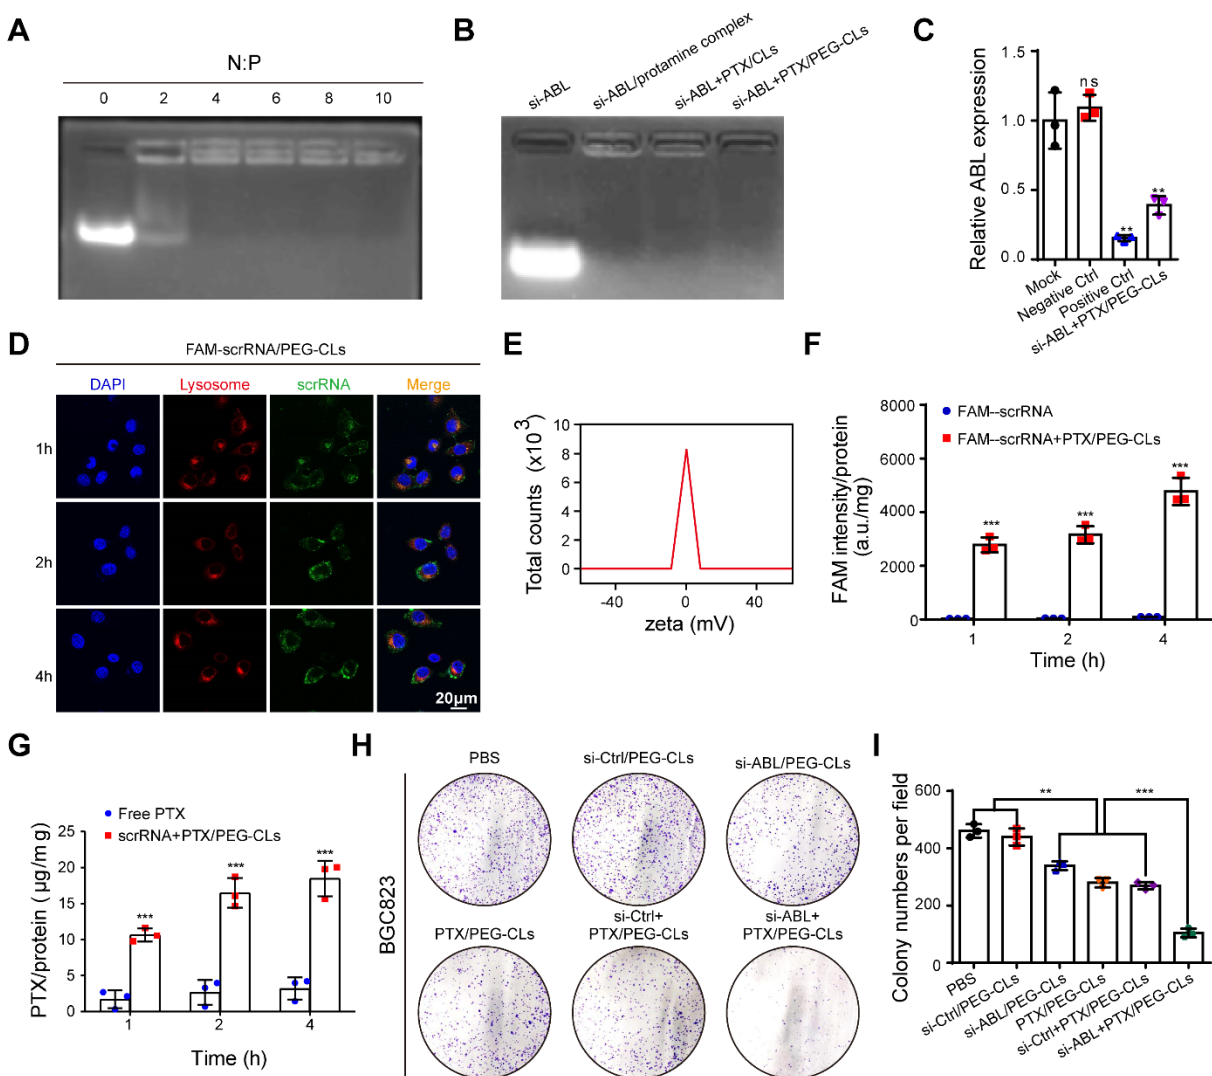 A
N:P
0 2 4 6 8 10
B
si-ABL
si-ABL/protamine complex
si-ABL+PTX/CLs
si-ABL+PTX/PEG-CLs
C
Relative ABL expression
1.5
1.0
0.5
0.0
ns
**
**
Mock
Negative Ctrl
Positive Ctrl
si-ABL+PTX/PEG-CLs
D
FAM-scrRNA/PEG-CLs
DAPI Lysosome scrRNA Merge
1h
2h
4h
20μm
E
Total counts (x10^3)
10
8
6
4
2
0
-40 0 40
zeta (mV)
F
FAM intensity/protein
(a.u./mg)
8000
6000
4000
2000
0
FAM--scrRNA
FAM--scrRNA+PTX/PEG-CLs
***
***
***
1 2 4
Time (h)
G
PTX/protein (μg/mg)
Free PTX
scrRNA+PTX/PEG-CLs
25
20
15
10
5
0
***
***
***
1 2 4
Time (h)
H
BGC823
PBS
si-Ctrl/PEG-CLs
si-ABL/PEG-CLs
PTX/PEG-CLs
si-Ctrl+
PTX/PEG-CLs
si-ABL+
PTX/PEG-CLs
I
Colony numbers per field
600
400
200
0
**
***
PBS
si-Ctrl/PEG-CLs
si-ABL/PEG-CLs
PTX/PEG-CLs
si-Ctrl+PTX/PEG-CLs
si-ABL+PTX/PEG-CLs